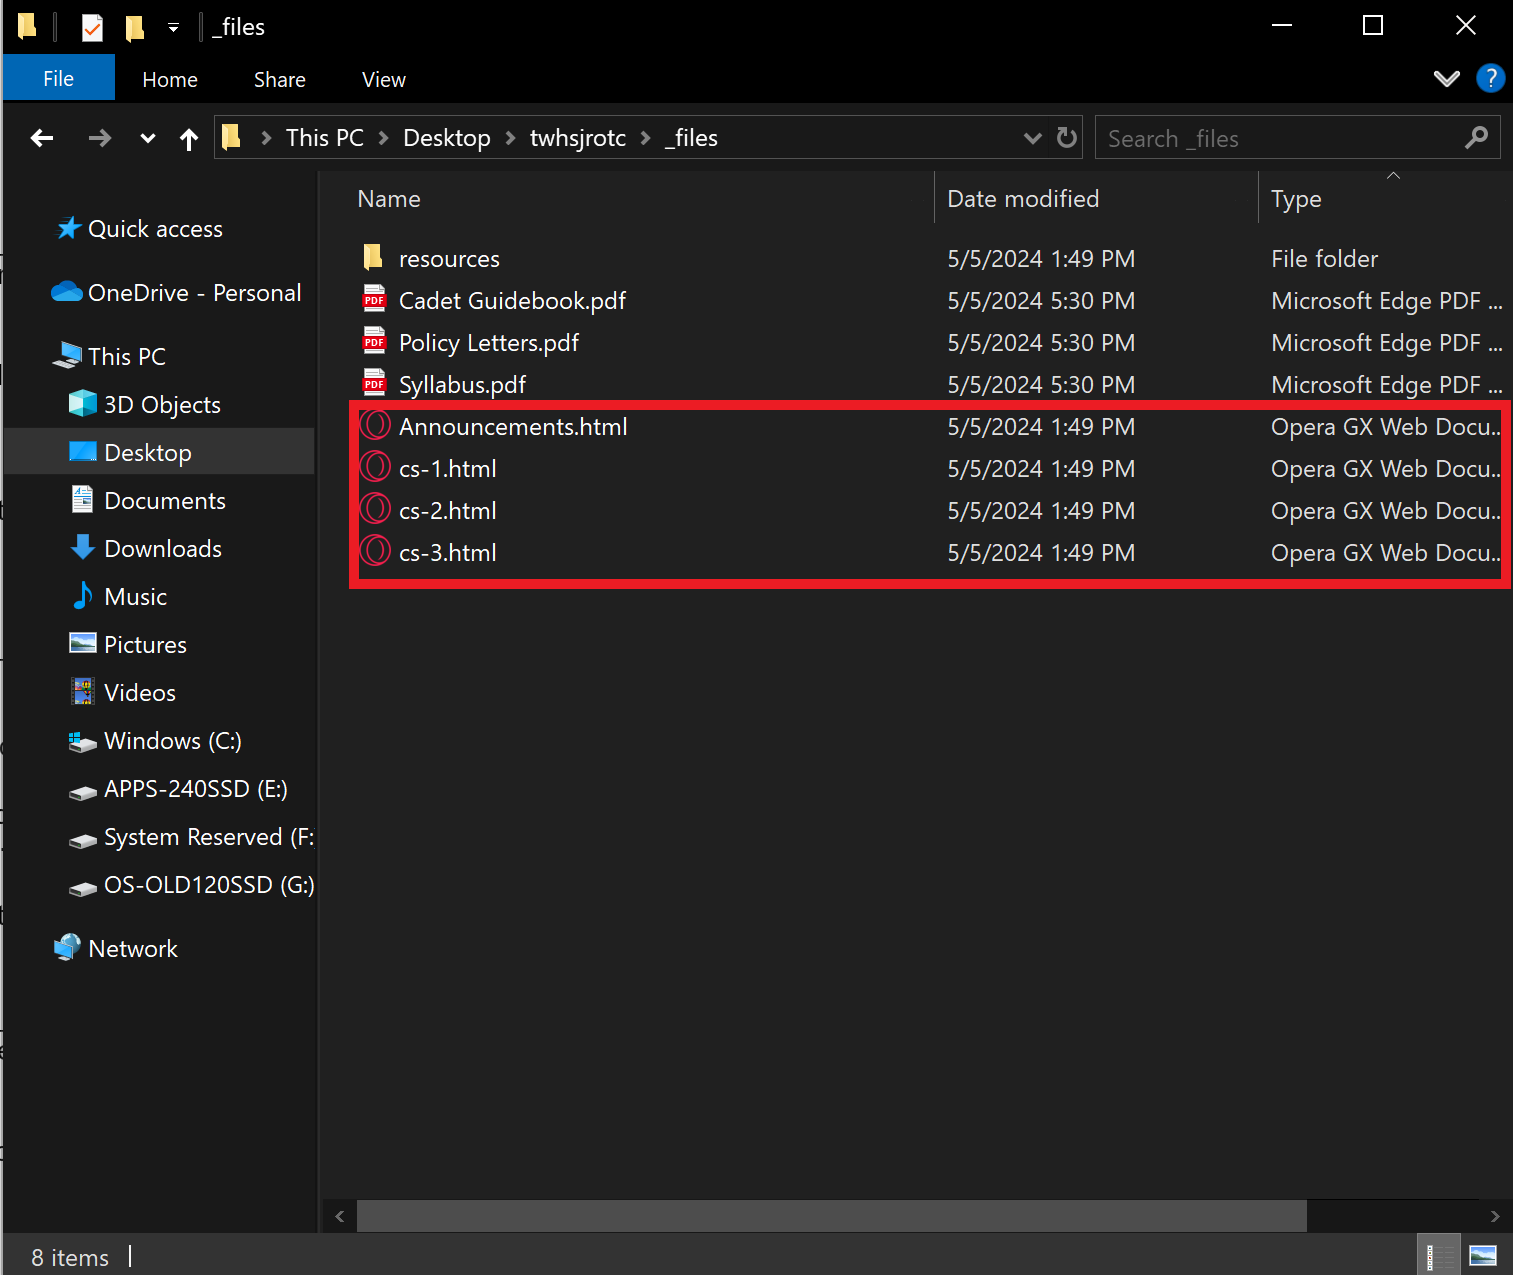 _files
File Home Share View
This PC Desktop twhsjrotc _files Search _files
Name Date modified Type
Quick access
OneDrive - Personal
This PC
3D Objects
Desktop
Documents
Downloads
Music
Pictures
Videos
Windows (C:)
APPS-240SSD (E:)
System Reserved (F:
OS-OLD120SSD (G:)
Network
resources 5/5/2024 1:49 PM File folder
Cadet Guidebook.pdf 5/5/2024 5:30 PM Microsoft Edge PDF ...
Policy Letters.pdf 5/5/2024 5:30 PM Microsoft Edge PDF ...
Syllabus.pdf 5/5/2024 5:30 PM Microsoft Edge PDF ...
Announcements.html 5/5/2024 1:49 PM Opera GX Web Docu..
cs-1.html 5/5/2024 1:49 PM Opera GX Web Docu..
cs-2.html 5/5/2024 1:49 PM Opera GX Web Docu..
cs-3.html 5/5/2024 1:49 PM Opera GX Web Docu..
8 items